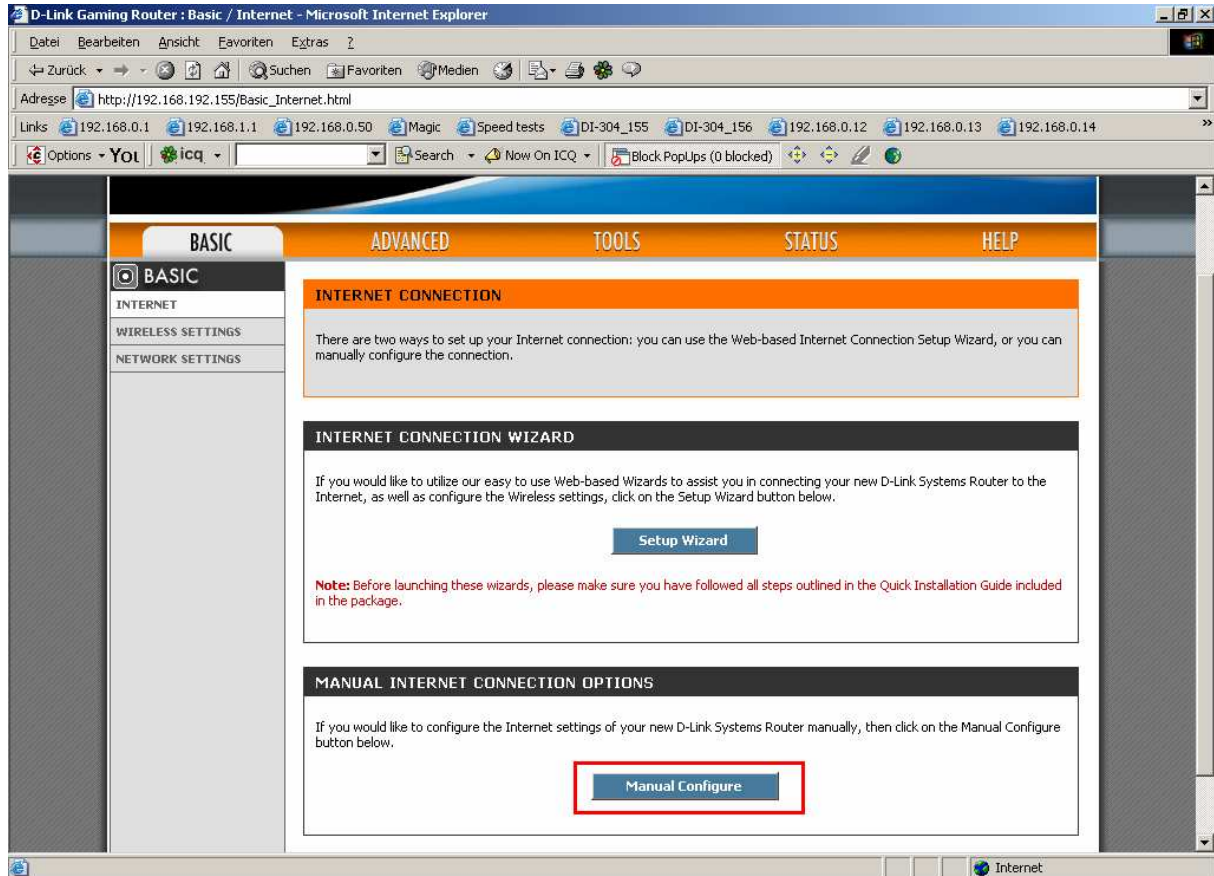 D-Link Gaming Router : Basic / Internet - Microsoft Internet Explorer
Datei Bearbeiten Ansicht Favoriten Extras ?
Zurück Suchen Favoriten Medien
Adresse http://192.168.192.155/Basic_Internet.html
Links 192.168.0.1 192.168.1.1 192.168.0.50 Magic Speed tests DI-304_155 DI-304_156 192.168.0.12 192.168.0.13 192.168.0.14 »
Options icq Search Now On ICQ Block PopUps (0 blocked)
BASIC ADVANCED TOOLS STATUS HELP
BASIC
INTERNET
WIRELESS SETTINGS
NETWORK SETTINGS
INTERNET CONNECTION
There are two ways to set up your Internet connection: you can use the Web-based Internet Connection Setup Wizard, or you can
manually configure the connection.
INTERNET CONNECTION WIZARD
If you would like to utilize our easy to use Web-based Wizards to assist you in connecting your new D-Link Systems Router to the
Internet, as well as configure the Wireless settings, click on the Setup Wizard button below.
Setup Wizard
Note: Before launching these wizards, please make sure you have followed all steps outlined in the Quick Installation Guide included
in the package.
MANUAL INTERNET CONNECTION OPTIONS
If you would like to configure the Internet settings of your new D-Link Systems Router manually, then click on the Manual Configure
button below.
Manual Configure
Internet